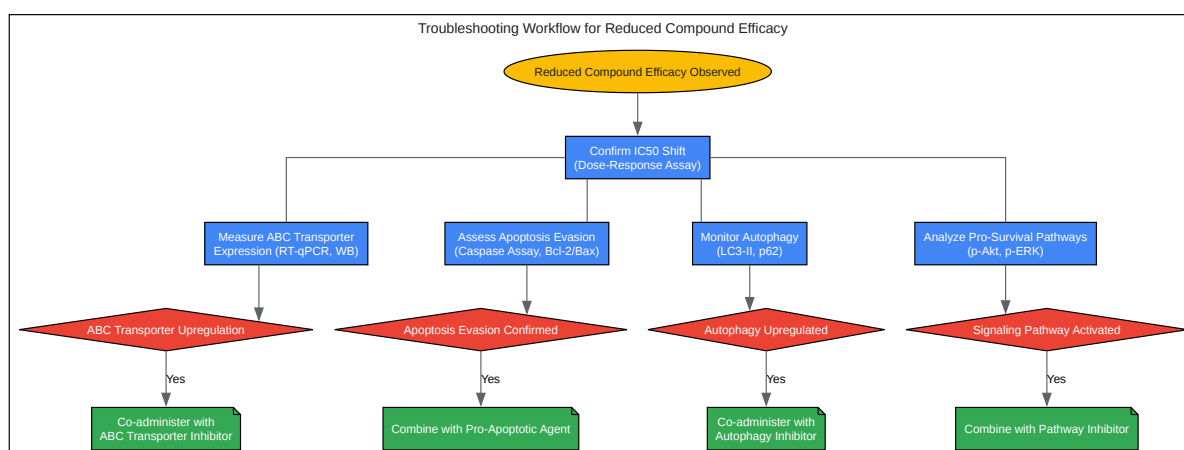 Troubleshooting Workflow for Reduced Compound Efficacy
Reduced Compound Efficacy Observed
Confirm IC50 Shift
(Dose-Response Assay)
Measure ABC Transporter
Expression (RT-qPCR, WB)
Assess Apoptosis Evasion
(Caspase Assay, Bcl-2/Bax)
Monitor Autophagy
(LC3-II, p62)
Analyze Pro-Survival Pathways
(p-Akt, p-ERK)
ABC Transporter Upregulation
Apoptosis Evasion Confirmed
Autophagy Upregulated
Signaling Pathway Activated
Yes
Yes
Yes
Yes
Co-administer with
ABC Transporter Inhibitor
Combine with Pro-Apoptotic Agent
Co-administer with
Autophagy Inhibitor
Combine with Pathway Inhibitor